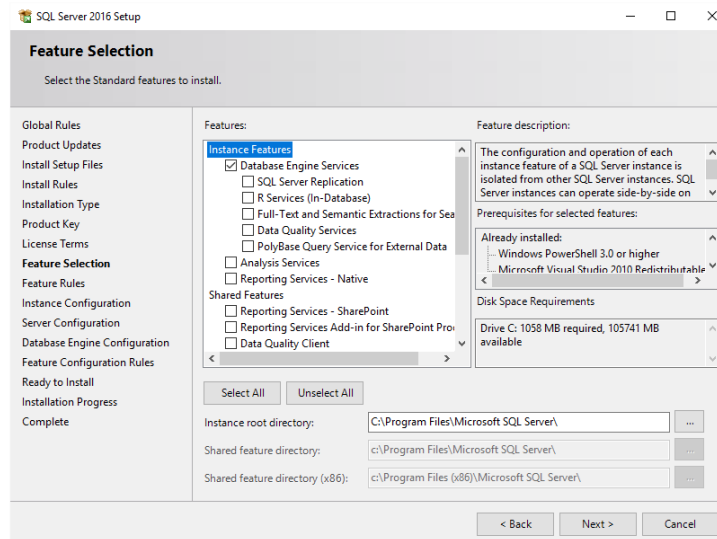 SQL Server 2016 Setup
Feature Selection
Select the Standard features to install.
Global Rules
Product Updates
Install Setup Files
Install Rules
Installation Type
Product Key
License Terms
Feature Selection
Feature Rules
Instance Configuration
Server Configuration
Database Engine Configuration
Feature Configuration Rules
Ready to Install
Installation Progress
Complete
Features:
Instance Features
Database Engine Services
SQL Server Replication
R Services (In-Database)
Full-Text and Semantic Extractions for Sea
Data Quality Services
PolyBase Query Service for External Data
Analysis Services
Reporting Services - Native
Shared Features
Reporting Services - SharePoint
Reporting Services Add-in for SharePoint Pro
Data Quality Client
Feature description:
The configuration and operation of each
instance feature of a SQL Server instance is
isolated from other SQL Server instances. SQL
Server instances can operate side-by-side on
Prerequisites for selected features:
Already installed:
Windows PowerShell 3.0 or higher
Microsoft Visual Studio 2010 Redistributable
Disk Space Requirements
Drive C: 1058 MB required, 105741 MB
available
Select All
Unselect All
Instance root directory:
C:\Program Files\Microsoft SQL Server\
...
Shared feature directory:
c:\Program Files\Microsoft SQL Server\
...
Shared feature directory (x86):
c:\Program Files (x86)\Microsoft SQL Server\
...
< Back
Next >
Cancel